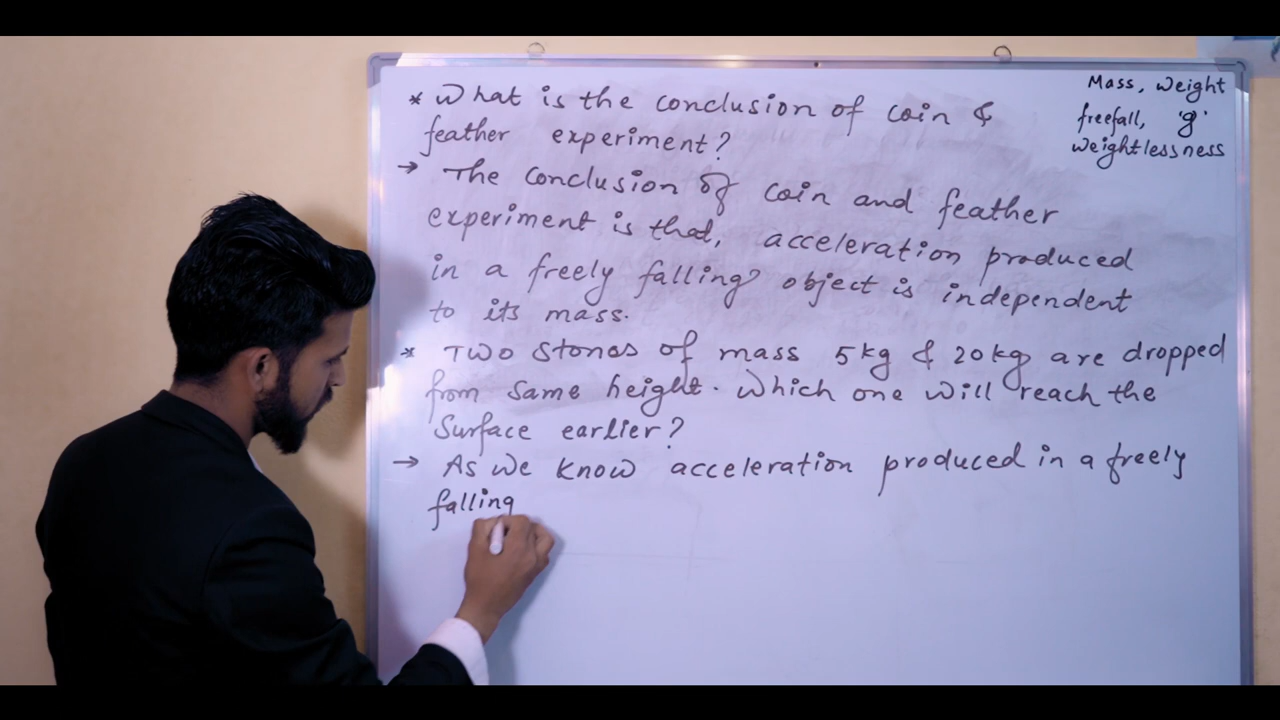 Mass, weight
freefall, 'g'
weightlessness
* What is the conclusion of coin &
feather experiment?
→ The conclusion of coin and feather
experiment is that, acceleration produced
in a freely falling object is independent
to its mass.
* Two stones of mass 5kg & 20kg are dropped
from same height. Which one will reach the
surface earlier?
→ As we know acceleration produced in a freely
falling